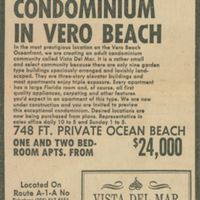 CONDOMINIUM
IN VERO BEACH
In the most prestigious location on the Vero Beach
Oceanfront, we are creating an adult condominium
community called Vista Del Mar. It is a rather small
and select community because there are only nine garden
type buildings spaciously arranged and lavishly land-
scaped. They are three-story elevator buildings and
most apartments enjoy triple exposure. Every apartment
has a large Florida room and, of course, all first
quality appliances, carpeting and other features
you'd expect in an apartment of this type. We are now
under construction and you are invited to preview
this exceptional condominium. Desired locations are
now being purchased from plans. Representative in
sales office daily 10 to 5 and Sunday 1 to 5.
748 FT. PRIVATE OCEAN BEACH
ONE AND TWO BED-
ROOM APTS. FROM $24,000
Located On
Route A-1-A No
VISTA DEL MAR